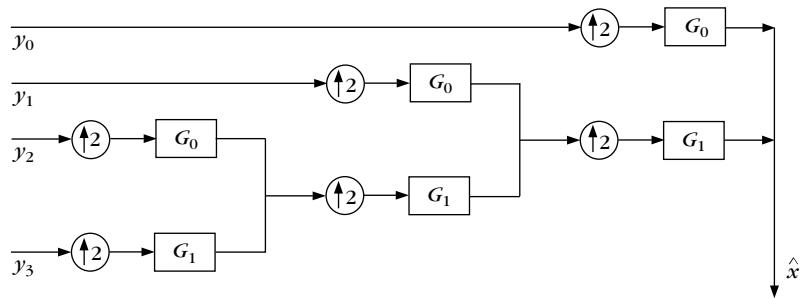 ↑2 G₀
y₀
↑2 G₀
y₁
↑2 G₀ ↑2 G₁
y₂
↑2 G₁
↑2 G₁
y₃
x̂